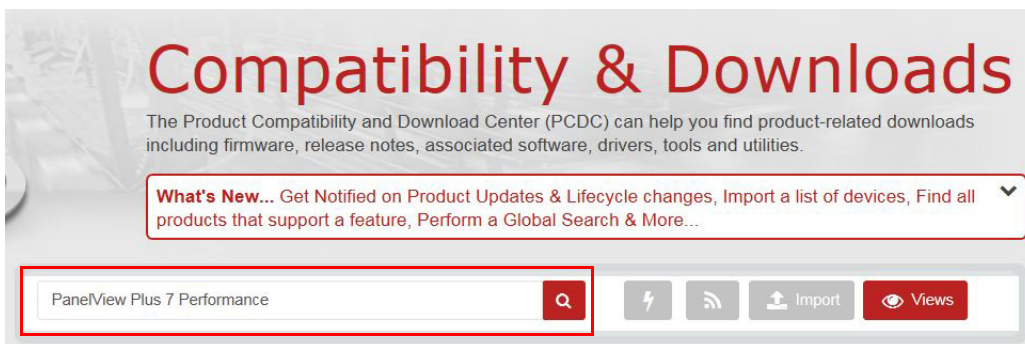 Compatibility & Downloads
The Product Compatibility and Download Center (PCDC) can help you find product-related downloads
including firmware, release notes, associated software, drivers, tools and utilities.
What's New... Get Notified on Product Updates & Lifecycle changes, Import a list of devices, Find all
products that support a feature, Perform a Global Search & More...
PanelView Plus 7 Performance Import Views